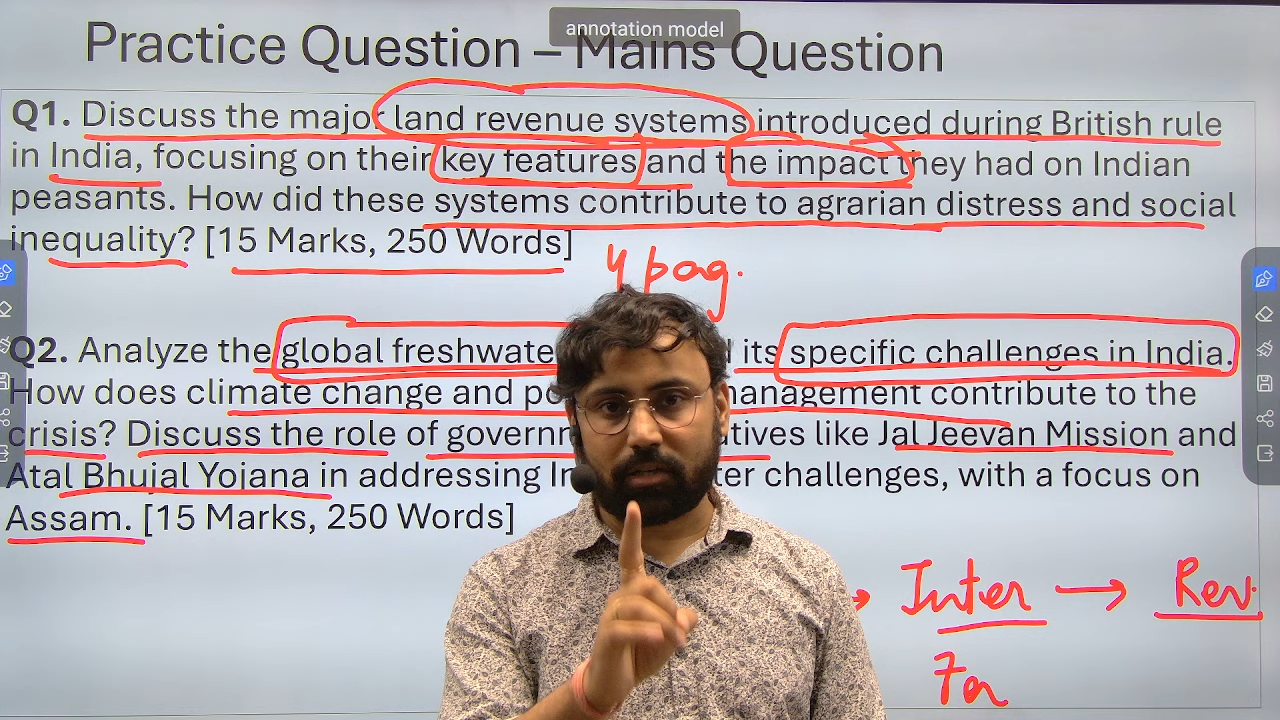 annotation model
Practice Question – Mains Question
Q1. Discuss the major land revenue systems introduced during British rule
in India, focusing on their key features and the impact they had on Indian
peasants. How did these systems contribute to agrarian distress and social
inequality? [15 Marks, 250 Words]
4 pag.
Q2. Analyze the global freshwate its specific challenges in India.
How does climate change and po management contribute to the
crisis? Discuss the role of governm tives like Jal Jeevan Mission and
Atal Bhujal Yojana in addressing In ter challenges, with a focus on
Assam. [15 Marks, 250 Words]
Inter → Rev.